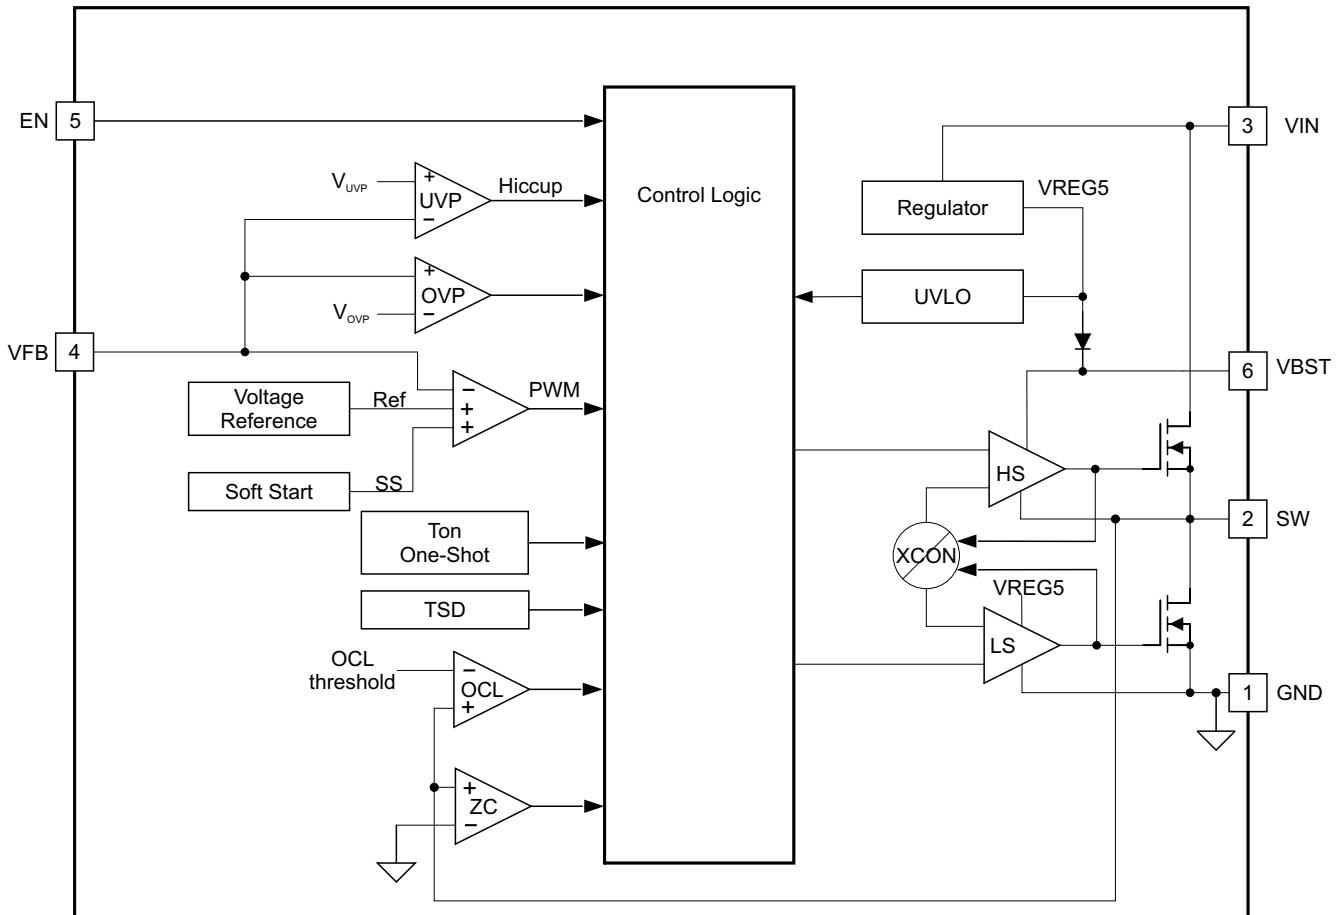 EN
5
V_UVP
+
UVP
−
Hiccup
+
OVP
−
V_OVP
VFB
4
Voltage
Reference
Ref
−
+
+
PWM
Soft Start
SS
Ton
One-Shot
TSD
OCL
threshold
−
OCL
+
+
ZC
−
Control Logic
3
VIN
Regulator
VREG5
UVLO
6
VBST
HS
2
SW
XCON
VREG5
LS
1
GND